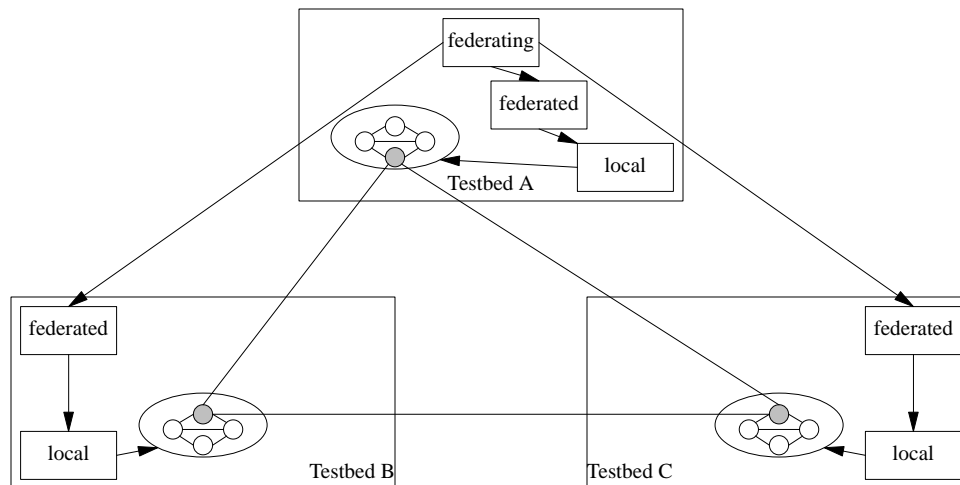 federating
federated
local
Testbed A
federated
federated
local
local
Testbed B
Testbed C